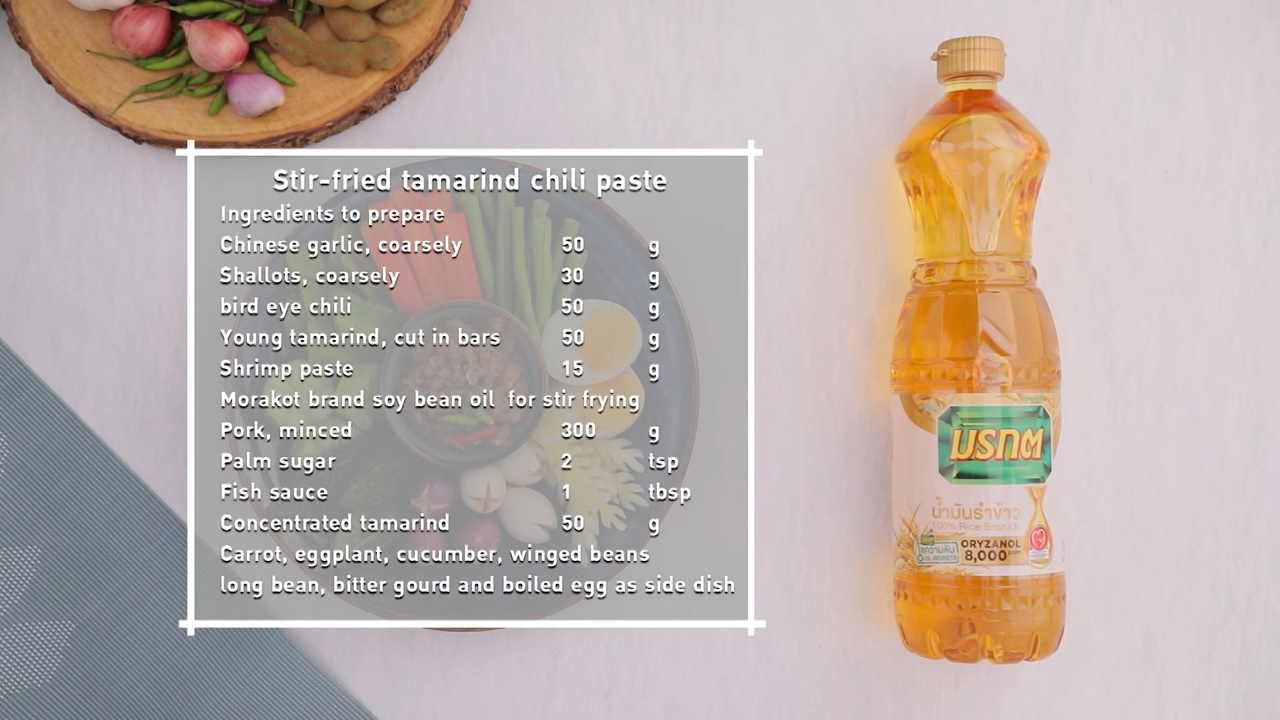 Stir-fried tamarind chili paste
Ingredients to prepare
Chinese garlic, coarsely 50 g
Shallots, coarsely 30 g
bird eye chili 50 g
Young tamarind, cut in bars 50 g
Shrimp paste 15 g
Morakot brand soy bean oil for stir frying
Pork, minced 300 g
Palm sugar 2 tsp
Fish sauce 1 tbsp
Concentrated tamarind 50 g
Carrot, eggplant, cucumber, winged beans
long bean, bitter gourd and boiled egg as side dish
มรกต
น้ำมันรำข้าว
100% Rice Bran Oil
ORYZANOL
8,000 ppm